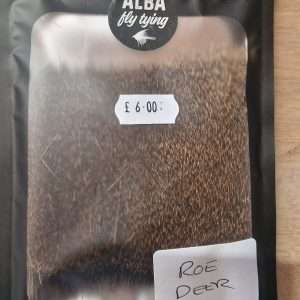 ALBA
fly tying
£ 6.00
ROE
DEER